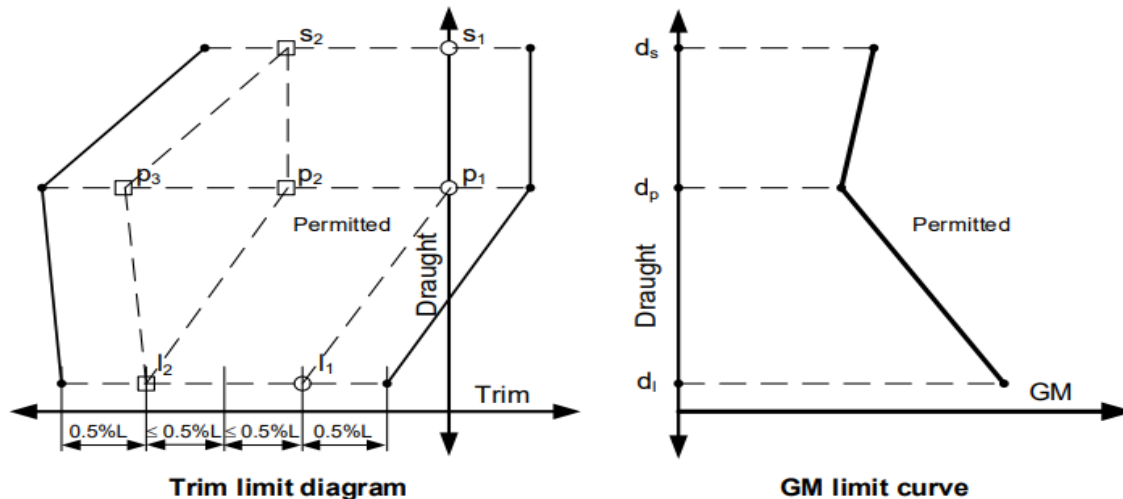 s2
s1
ds
p3
p2
p1
dp
Permitted
Permitted
Draught
Draught
l2
l1
dl
Trim
GM
0.5%L
≤ 0.5%L
≤ 0.5%L
0.5%L
Trim limit diagram
GM limit curve